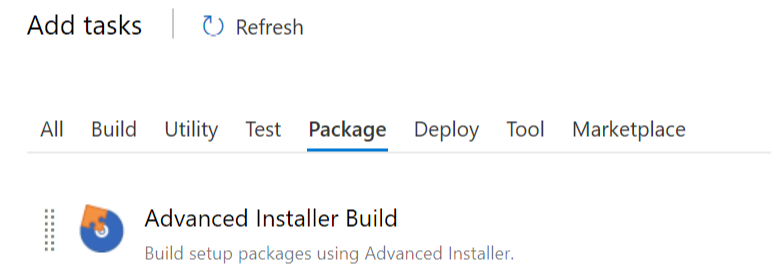 Add tasks Refresh
All Build Utility Test Package Deploy Tool Marketplace
Advanced Installer Build
Build setup packages using Advanced Installer.